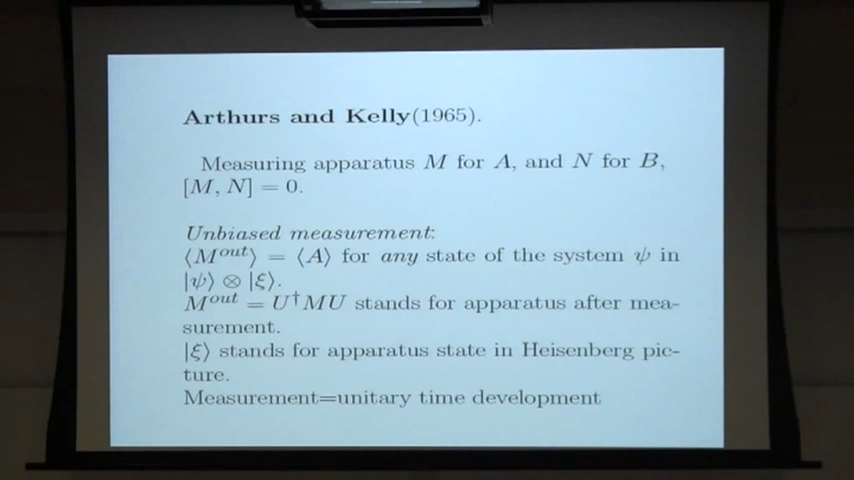 Arthurs and Kelly(1965).
Measuring apparatus M for A, and N for B,
[M, N] = 0.
Unbiased measurement:
⟨M^out⟩ = ⟨A⟩ for any state of the system ψ in
|ψ⟩ ⊗ |ξ⟩.
M^out = U†MU stands for apparatus after mea-
surement.
|ξ⟩ stands for apparatus state in Heisenberg pic-
ture.
Measurement=unitary time development